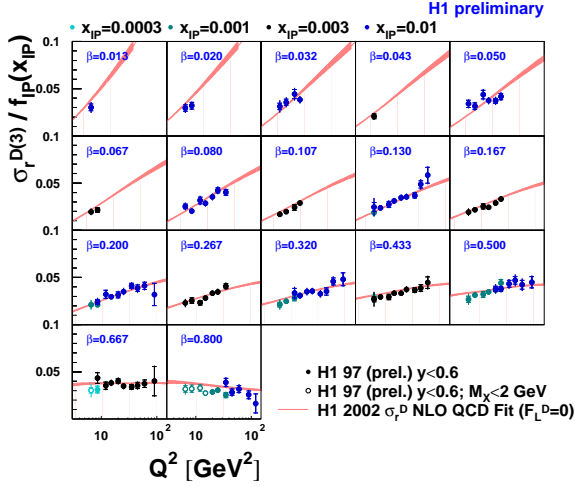 H1 preliminary
x_IP=0.0003 x_IP=0.001 x_IP=0.003 x_IP=0.01
σ_r^D(3) / f_IP(x_IP)
0.1
β=0.013 β=0.020 β=0.032 β=0.043 β=0.050
0.05
0.1
β=0.067 β=0.080 β=0.107 β=0.130 β=0.167
0.05
0.1
β=0.200 β=0.267 β=0.320 β=0.433 β=0.500
0.05
0.1
β=0.667 β=0.800
0.05
H1 97 (prel.) y<0.6
H1 97 (prel.) y<0.6; M_X<2 GeV
H1 2002 σ_r^D NLO QCD Fit (F_L^D=0)
10 10^2 10 10^2
Q^2 [GeV^2]